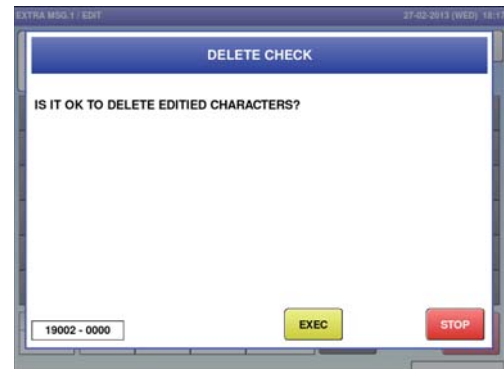 EXTRA MSG.1 / EDIT 27-02-2013 (WED) 18:17
DELETE CHECK
IS IT OK TO DELETE EDITIED CHARACTERS?
19002 - 0000
EXEC
STOP